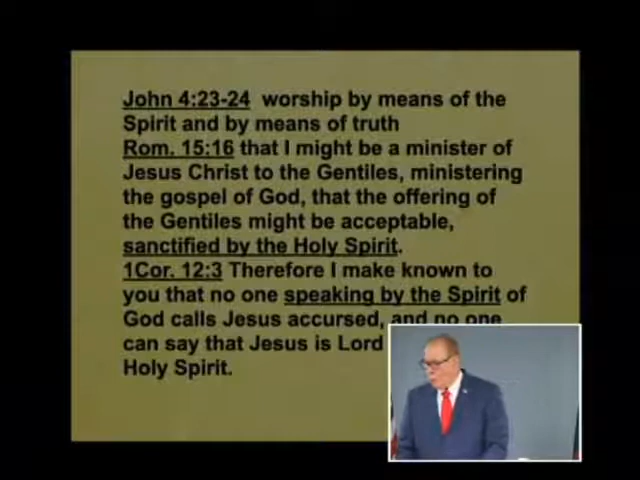 John 4:23-24 worship by means of the
Spirit and by means of truth
Rom. 15:16 that I might be a minister of
Jesus Christ to the Gentiles, ministering
the gospel of God, that the offering of
the Gentiles might be acceptable,
sanctified by the Holy Spirit.
1Cor. 12:3 Therefore I make known to
you that no one speaking by the Spirit of
God calls Jesus accursed, and no one
can say that Jesus is Lord
Holy Spirit.